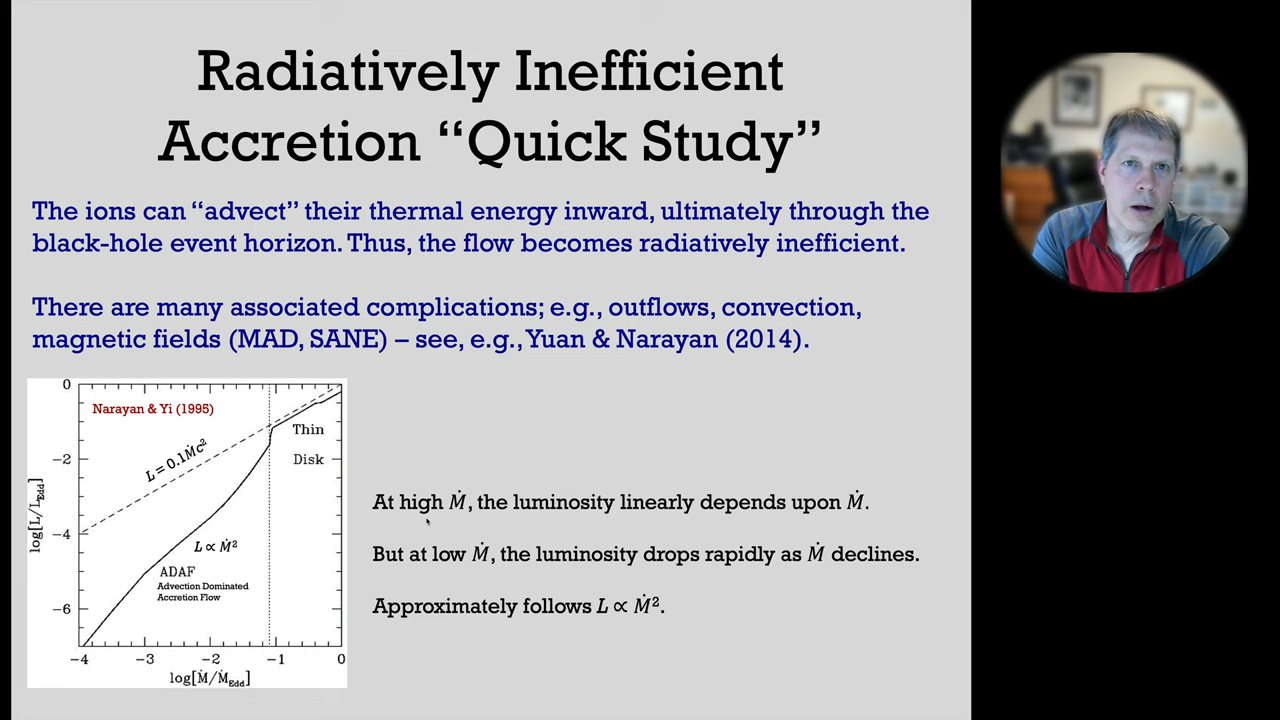 Radiatively Inefficient
Accretion “Quick Study”
The ions can “advect” their thermal energy inward, ultimately through the
black-hole event horizon. Thus, the flow becomes radiatively inefficient.
There are many associated complications; e.g., outflows, convection,
magnetic fields (MAD, SANE) – see, e.g., Yuan & Narayan (2014).
Narayan & Yi (1995)
L = 0.1Ṁc²
Thin
Disk
L ∝ Ṁ²
ADAF
Advection Dominated
Accretion Flow
0
−2
−4
−6
log[L/L_Edd]
−4 −3 −2 −1 0
log[Ṁ/Ṁ_Edd]
At high Ṁ, the luminosity linearly depends upon Ṁ.
But at low Ṁ, the luminosity drops rapidly as Ṁ declines.
Approximately follows L ∝ Ṁ².